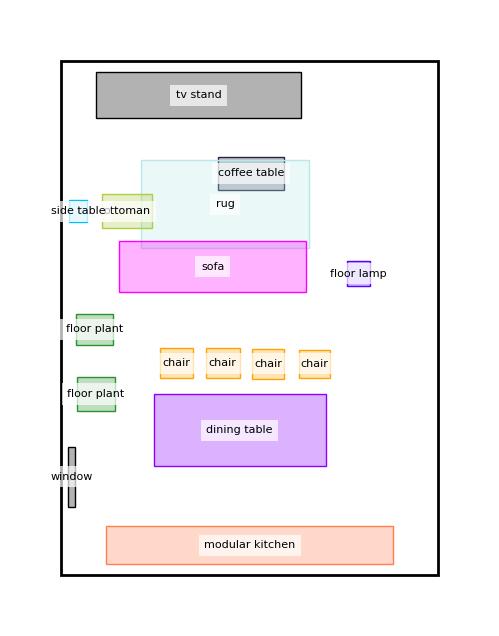 tv stand
coffee table
rug
side table
ottoman
sofa
floor lamp
floor plant
chair
chair
chair
chair
floor plant
dining table
window
modular kitchen